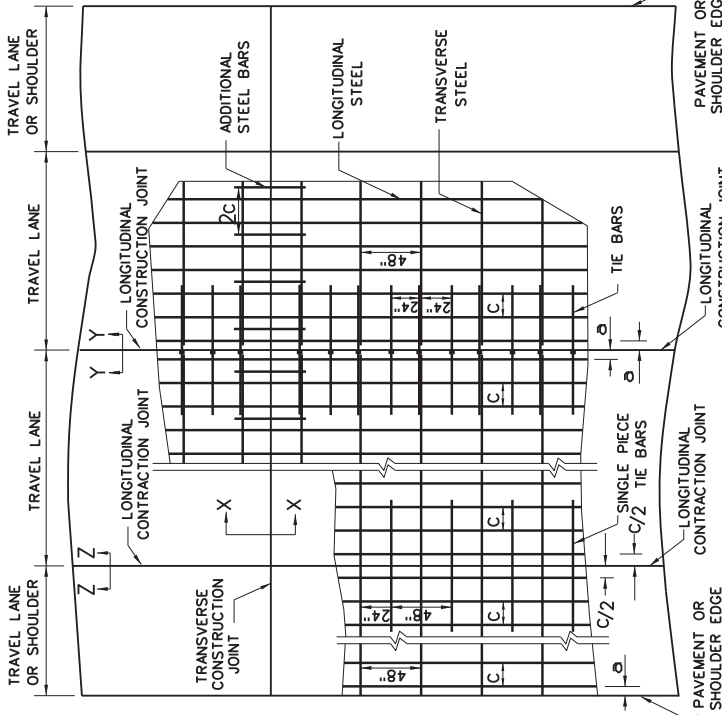 TRAVEL LANE
OR SHOULDER
TRAVEL LANE
TRAVEL LANE
TRAVEL LANE
OR SHOULDER
Z
Z
LONGITUDINAL
CONTRACTION JOINT
Y
Y
LONGITUDINAL
CONSTRUCTION JOINT
ADDITIONAL
STEEL BARS
2C
TRANSVERSE
CONSTRUCTION
JOINT
X
X
LONGITUDINAL
STEEL
TRANSVERSE
STEEL
48"
24"
24"
C
C
48"
24"
48"
C
C
C
a
a
TIE BARS
SINGLE PIECE
TIE BARS
C/2
C/2
a
LONGITUDINAL
CONTRACTION JOINT
LONGITUDINAL
CONSTRUCTION JOINT
PAVEMENT OR
SHOULDER EDGE
PAVEMENT OR
SHOULDER EDGE